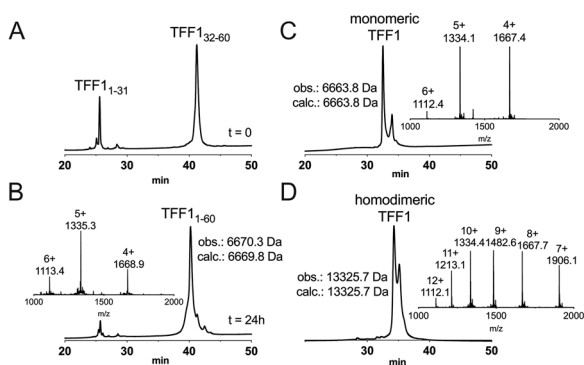 A
TFF1₃₂₋₆₀
TFF1₁₋₃₁
t = 0
20 30 40 50
min
B
TFF1₁₋₆₀
obs.: 6670.3 Da
calc.: 6669.8 Da
5+
1335.3
6+
1113.4
4+
1668.9
1000 1500 2000
m/z
t = 24h
20 30 40 50
min
C
monomeric
TFF1
obs.: 6663.8 Da
calc.: 6663.8 Da
5+
1334.1
4+
1667.4
6+
1112.4
1000 1500 2000
m/z
20 30 40 50
min
D
homodimeric
TFF1
obs.: 13325.7 Da
calc.: 13325.7 Da
10+
1334.4
9+
1482.6
8+
1667.7
7+
1906.1
11+
1213.1
12+
1112.1
1000 1500 2000
m/z
30 40 50
min